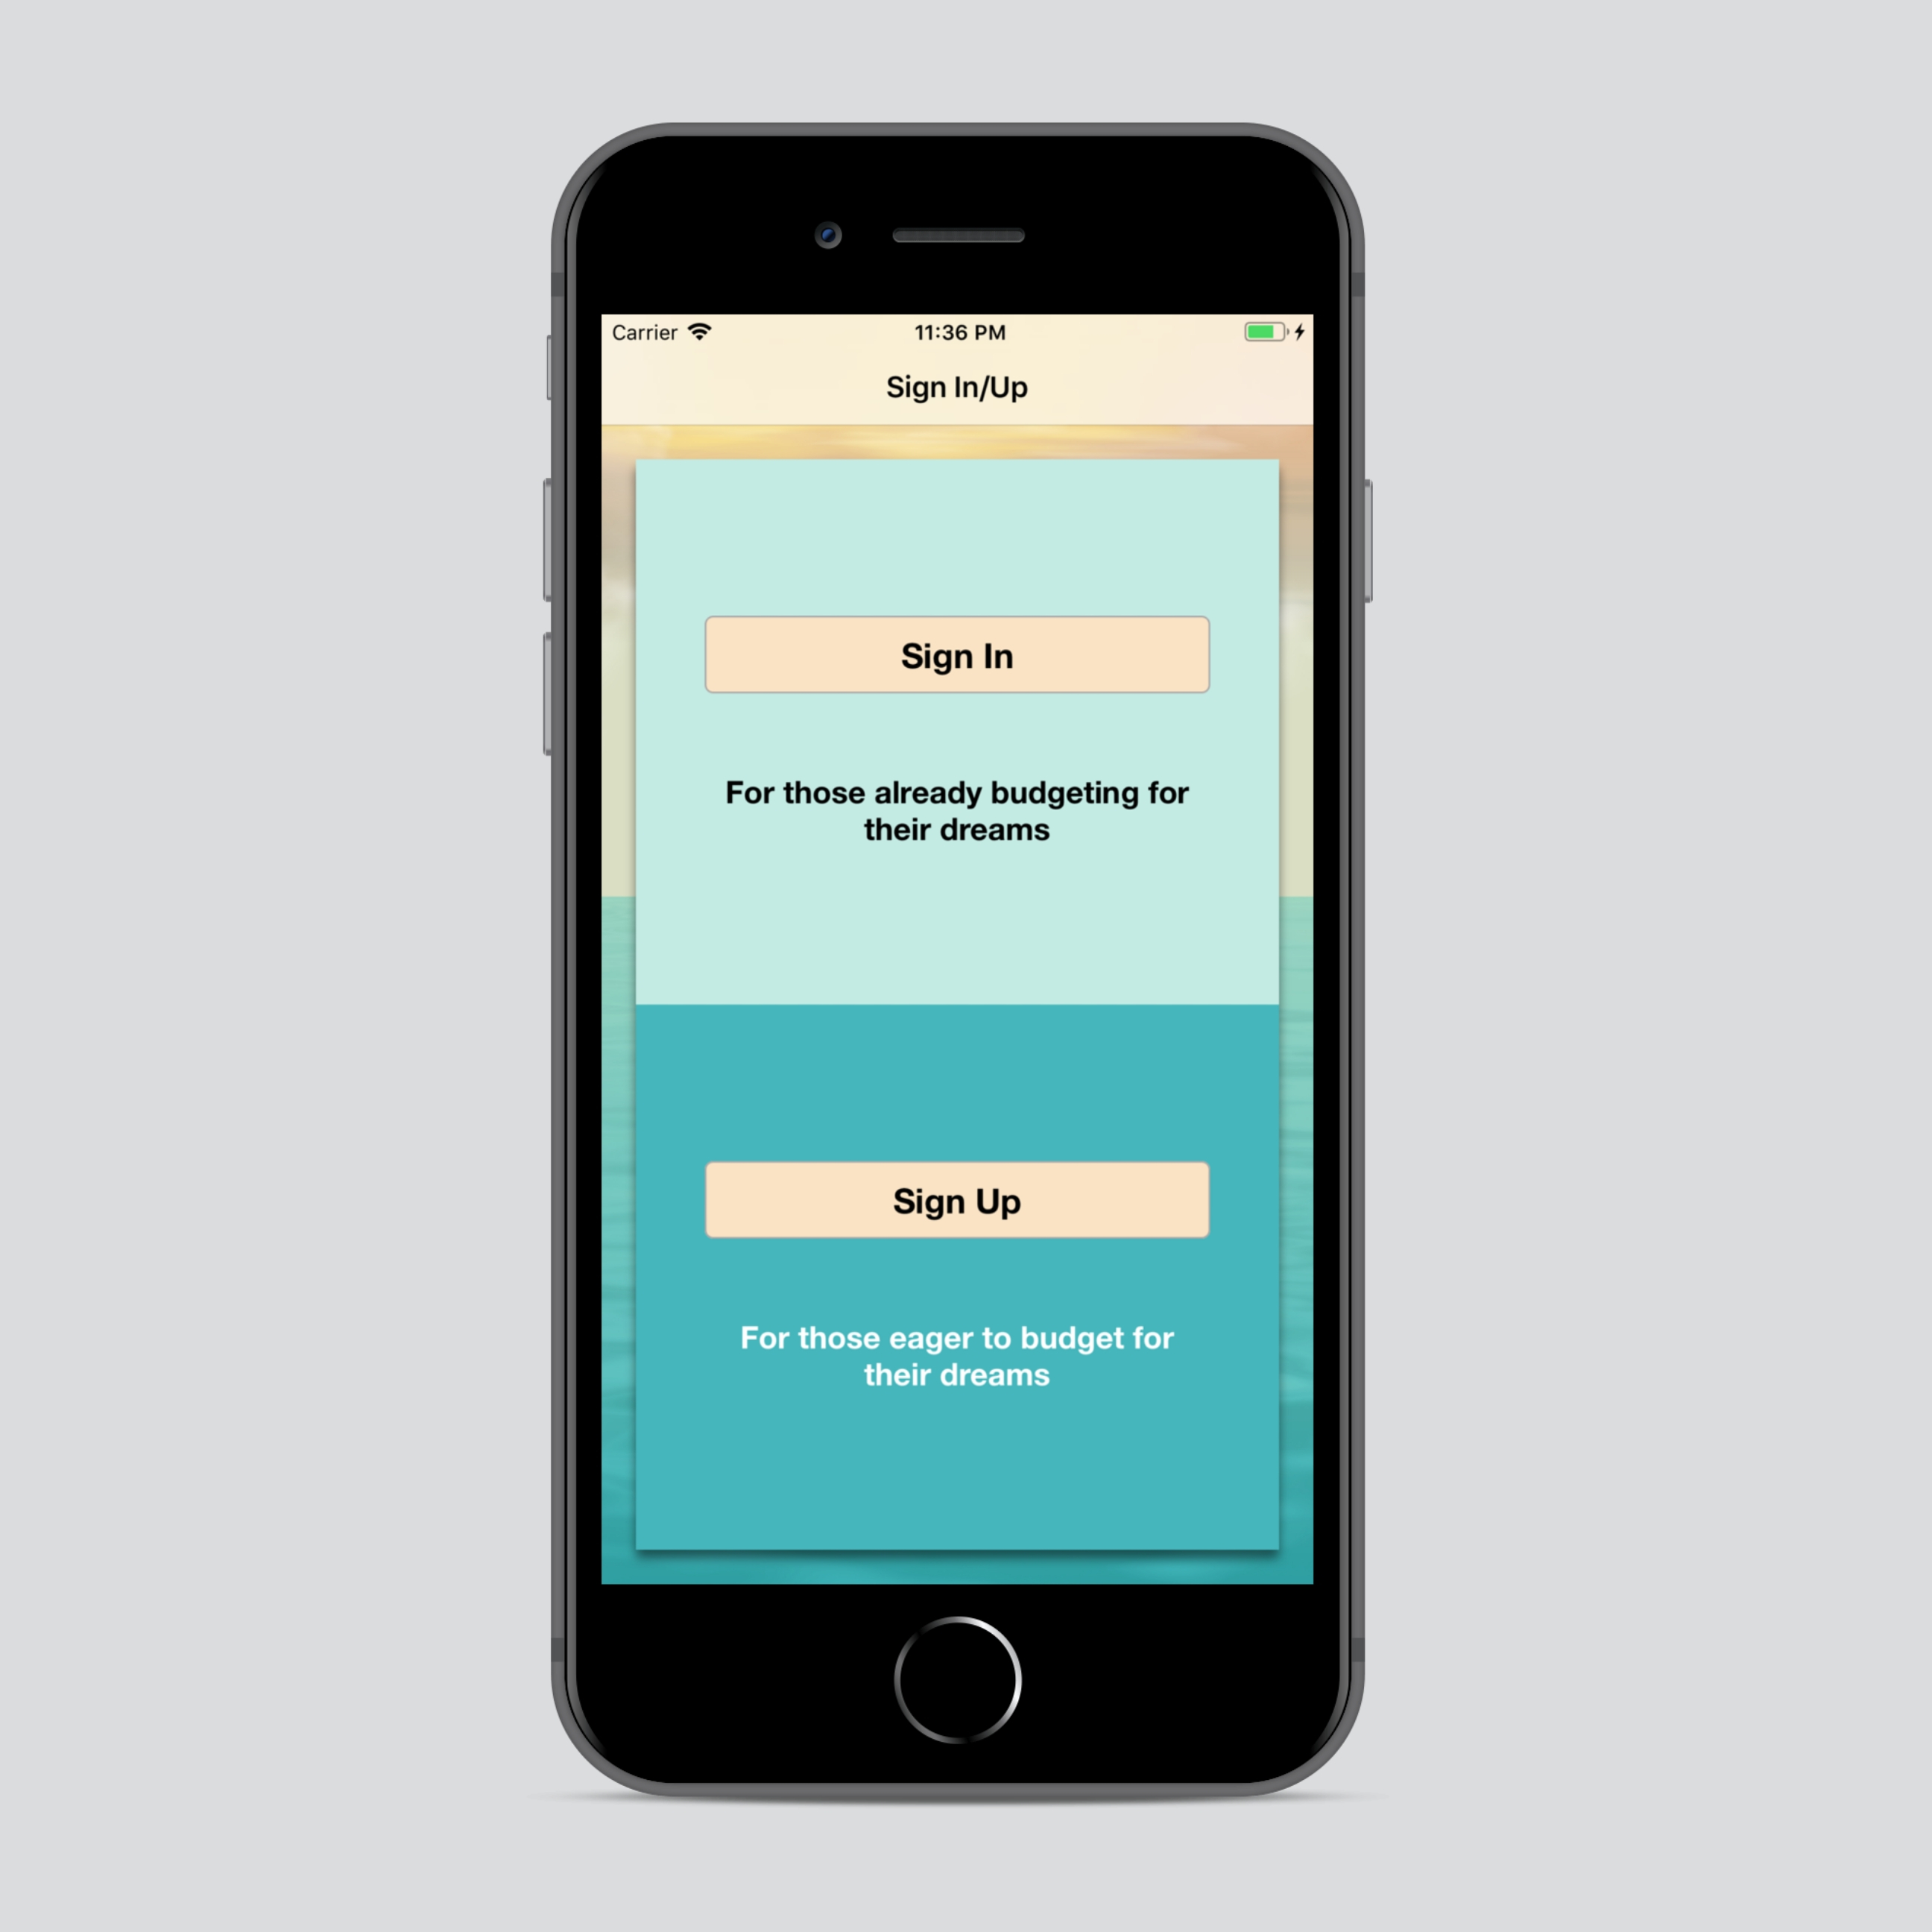 Carrier
11:36 PM
Sign In/Up
Sign In
For those already budgeting for
their dreams
Sign Up
For those eager to budget for
their dreams